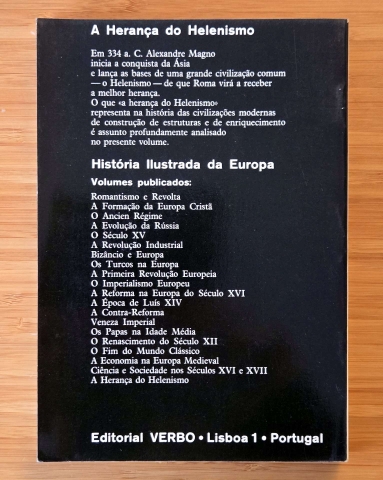 A Herança do Helenismo
Em 334 a. C. Alexandre Magno
inicia a conquista da Ásia
e lança as bases de uma grande civilização comum
— o Helenismo — de que Roma virá a receber
a melhor herança.
O que «a herança do Helenismo»
representa na história das civilizações modernas
de construção de estruturas e de enriquecimento
é assunto profundamente analisado
no presente volume.
História Ilustrada da Europa
Volumes publicados:
Romantismo e Revolta
A Formação da Europa Cristã
O Ancien Régime
A Evolução da Rússia
O Século XV
A Revolução Industrial
Bizâncio e Europa
Os Turcos na Europa
A Primeira Revolução Europeia
O Imperialismo Europeu
A Reforma na Europa do Século XVI
A Época de Luís XIV
A Contra-Reforma
Veneza Imperial
Os Papas na Idade Média
O Renascimento do Século XII
O Fim do Mundo Clássico
A Economia na Europa Medieval
Ciência e Sociedade nos Séculos XVI e XVII
A Herança do Helenismo
Editorial VERBO • Lisboa 1 • Portugal